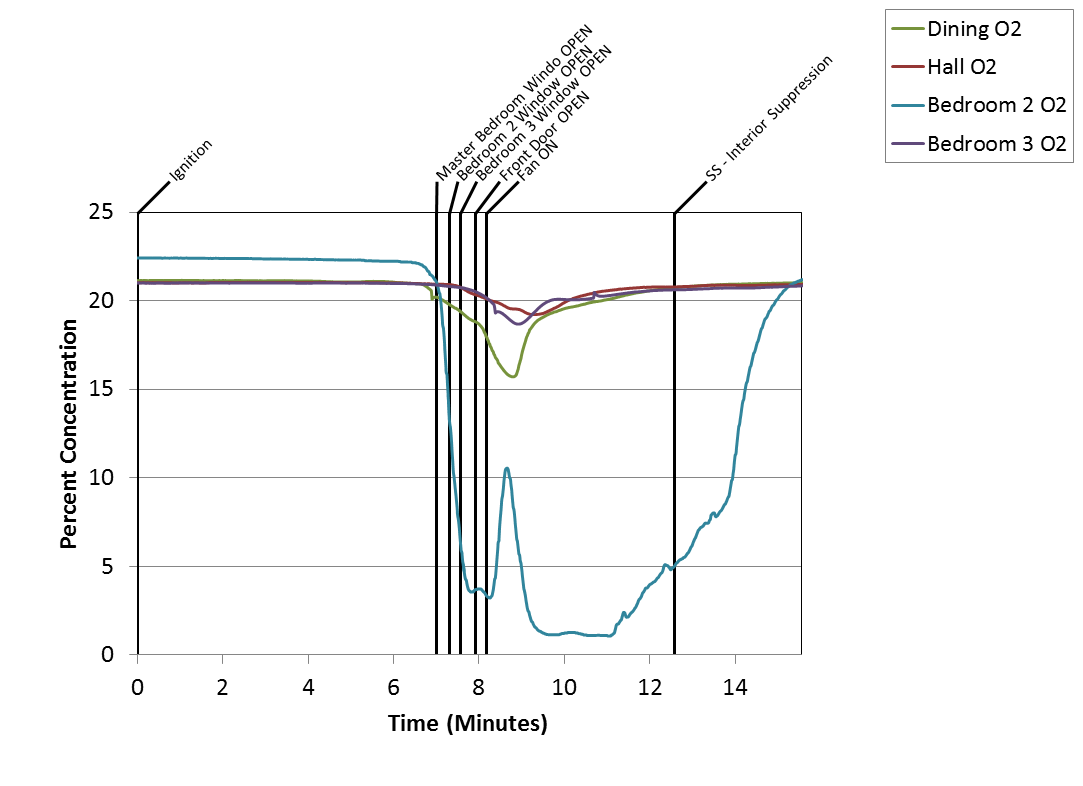 Dining O2
Hall O2
Bedroom 2 O2
Bedroom 3 O2
Ignition
Master Bedroom Windo OPEN
Bedroom 2 Window OPEN
Bedroom 3 Window OPEN
Front Door OPEN
Fan ON
SS - Interior Suppression
25
20
15
10
5
0
Percent Concentration
0 2 4 6 8 10 12 14
Time (Minutes)